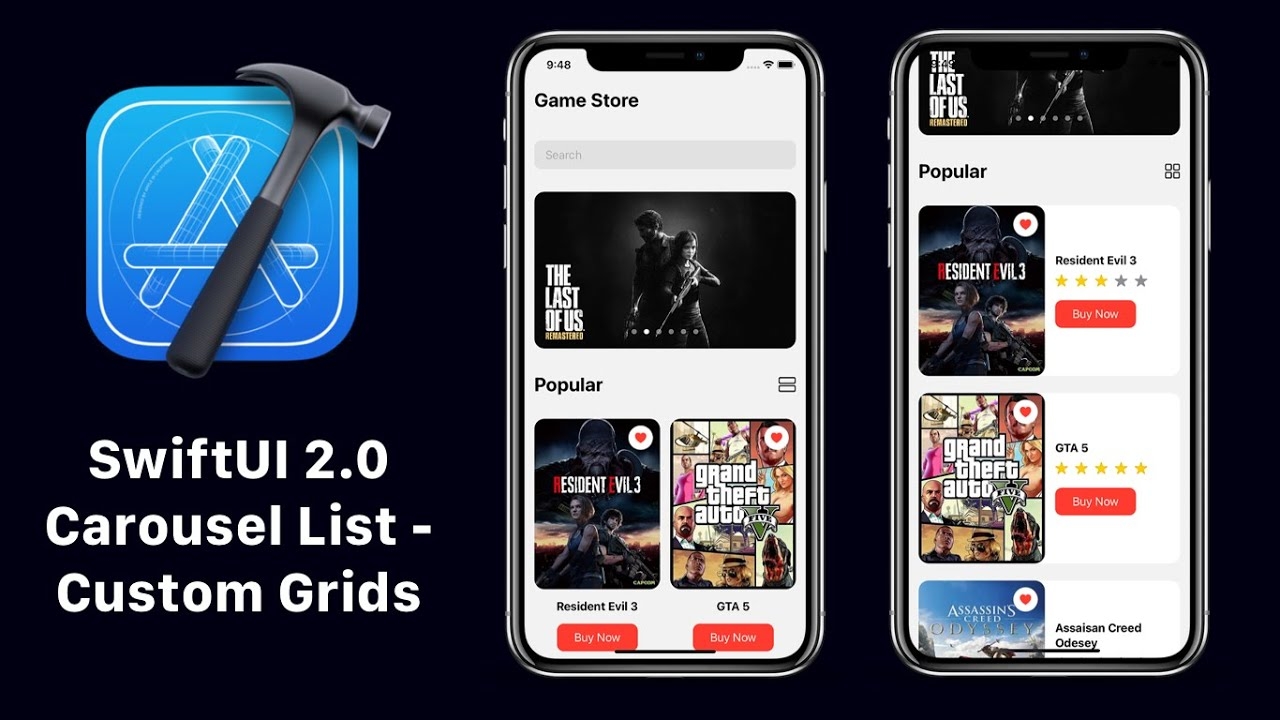 SwiftUI 2.0
Carousel List -
Custom Grids
9:48
Game Store
Search
THE
LAST
OF US
REMASTERED
Popular
RESIDENT EVIL 3
CAPCOM
grand
theft
auto
FIVE
Resident Evil 3
GTA 5
Buy Now
Buy Now
THE
LAST
OF US
REMASTERED
Popular
RESIDENT EVIL 3
CAPCOM
Resident Evil 3
Buy Now
grand
theft
auto
FIVE
GTA 5
Buy Now
ASSASSIN'S
CREED
ODYSSEY
Assaisan Creed
Odesey